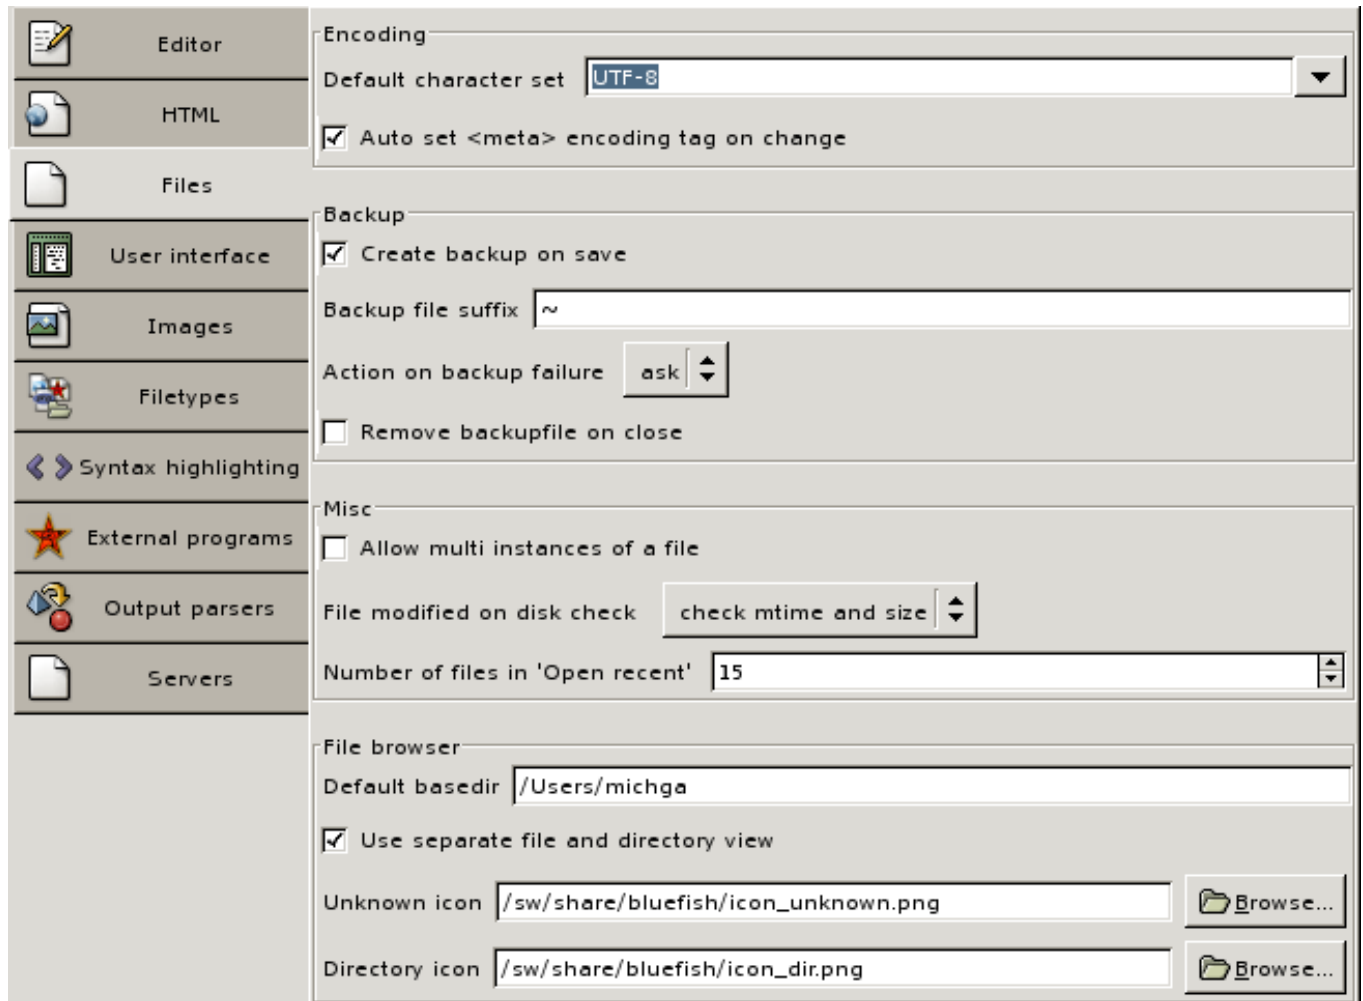 Editor
HTML
Files
User interface
Images
Filetypes
Syntax highlighting
External programs
Output parsers
Servers
Encoding
Default character set UTF-8
Auto set <meta> encoding tag on change
Backup
Create backup on save
Backup file suffix ~
Action on backup failure ask
Remove backupfile on close
Misc
Allow multi instances of a file
File modified on disk check check mtime and size
Number of files in 'Open recent' 15
File browser
Default basedir /Users/michga
Use separate file and directory view
Unknown icon /sw/share/bluefish/icon_unknown.png Browse...
Directory icon /sw/share/bluefish/icon_dir.png Browse...